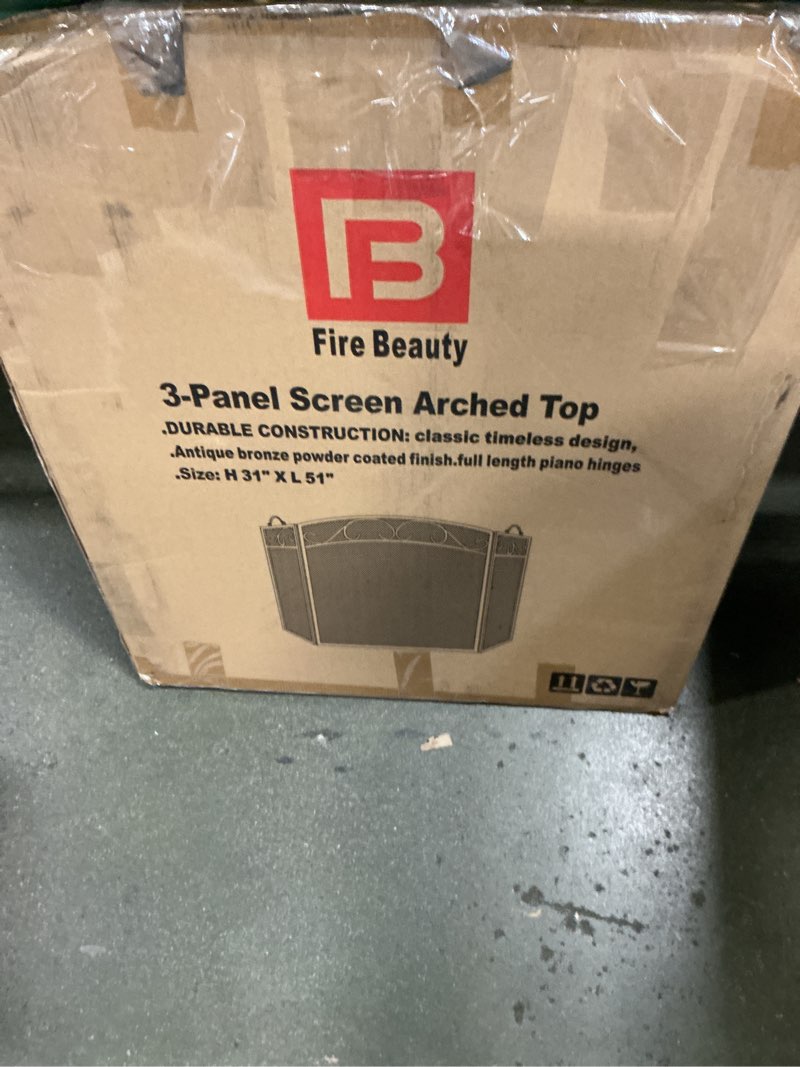 FB
Fire Beauty
3-Panel Screen Arched Top
.DURABLE CONSTRUCTION: classic timeless design,
.Antique bronze powder coated finish.full length piano hinges
.Size: H 31" X L 51"